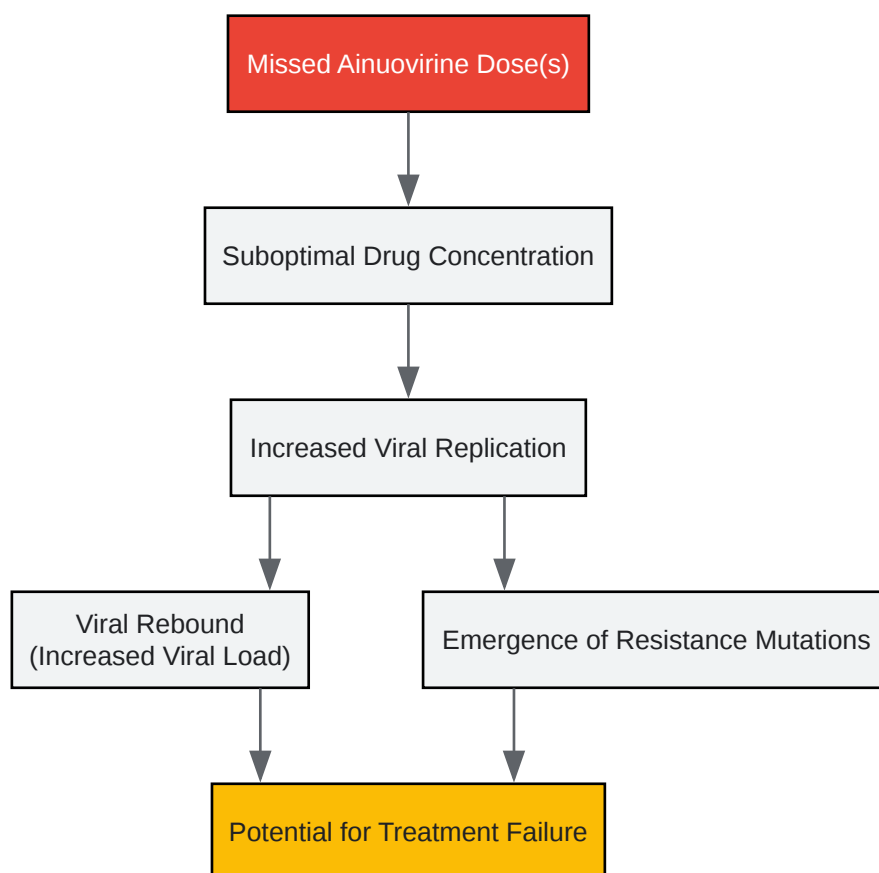 Missed Ainuovirine Dose(s)
Suboptimal Drug Concentration
Increased Viral Replication
Viral Rebound
(Increased Viral Load)
Emergence of Resistance Mutations
Potential for Treatment Failure